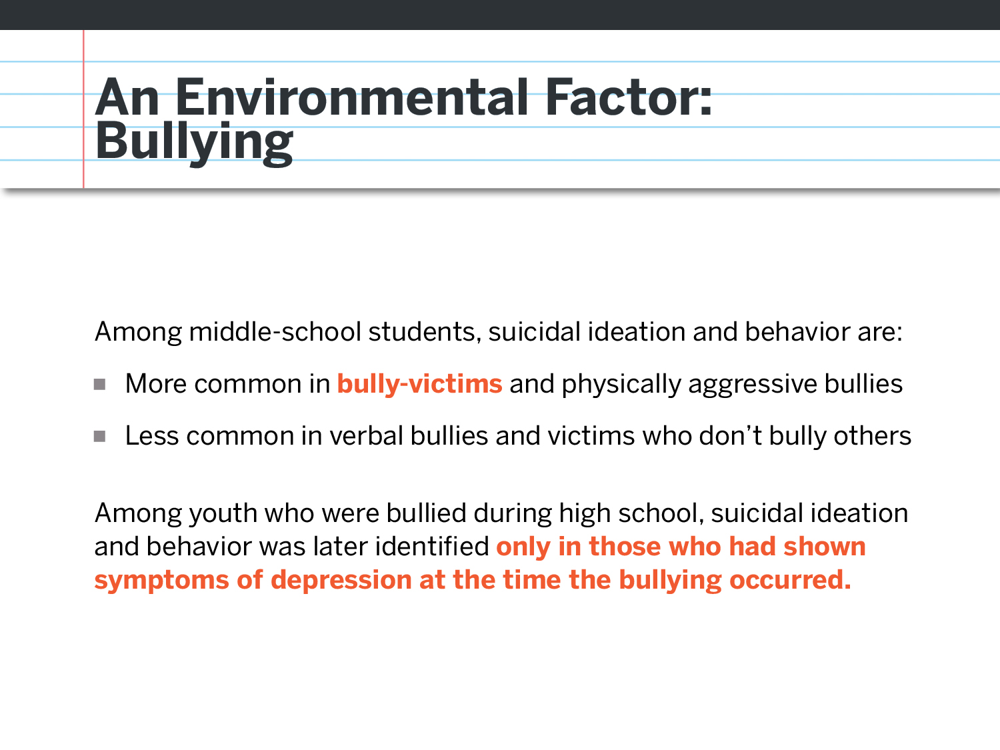 An Environmental Factor:
Bullying
Among middle-school students, suicidal ideation and behavior are:
■ More common in bully-victims and physically aggressive bullies
■ Less common in verbal bullies and victims who don’t bully others
Among youth who were bullied during high school, suicidal ideation
and behavior was later identified only in those who had shown
symptoms of depression at the time the bullying occurred.